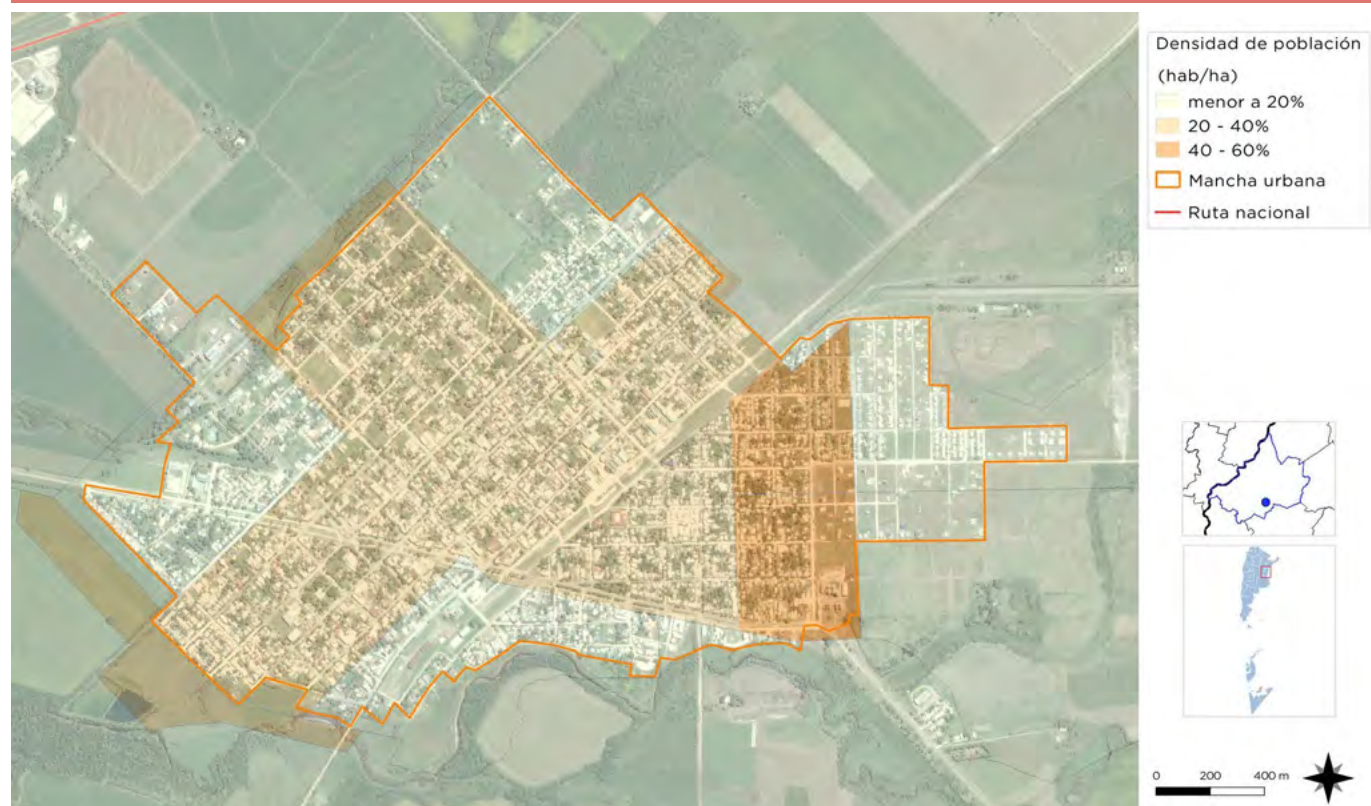 Densidad de población
(hab/ha)
menor a 20%
20 - 40%
40 - 60%
Mancha urbana
Ruta nacional
0 200 400 m